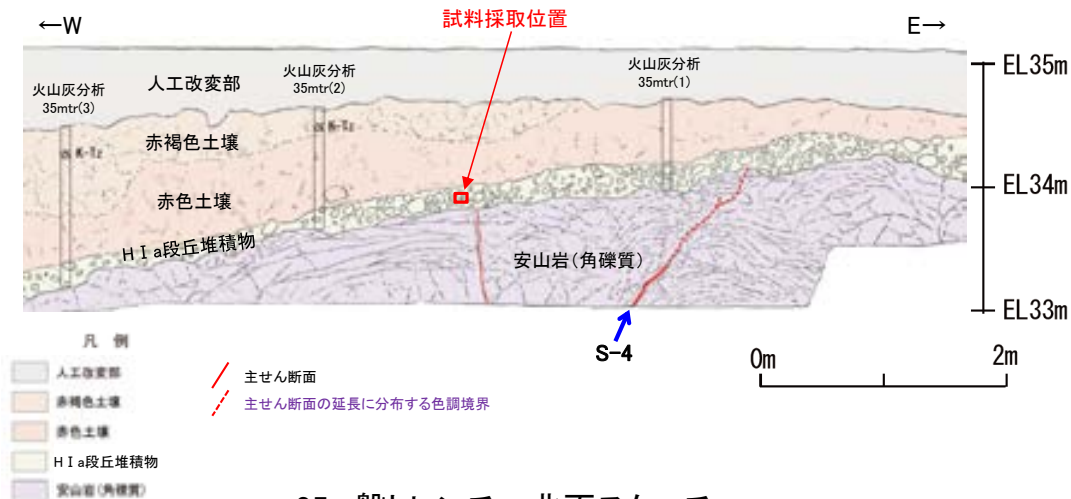 ←W
試料採取位置
E→
EL35m
火山灰分析
35mtr(3)
人工改変部
火山灰分析
35mtr(2)
火山灰分析
35mtr(1)
K-Tz
K-Tz
赤褐色土壌
赤色土壌
EL34m
HⅠa段丘堆積物
安山岩(角礫質)
EL33m
S-4
0m
2m
凡 例
人工改変部
赤褐色土壌
赤色土壌
HⅠa段丘堆積物
安山岩(角礫質)
主せん断面
主せん断面の延長に分布する色調境界